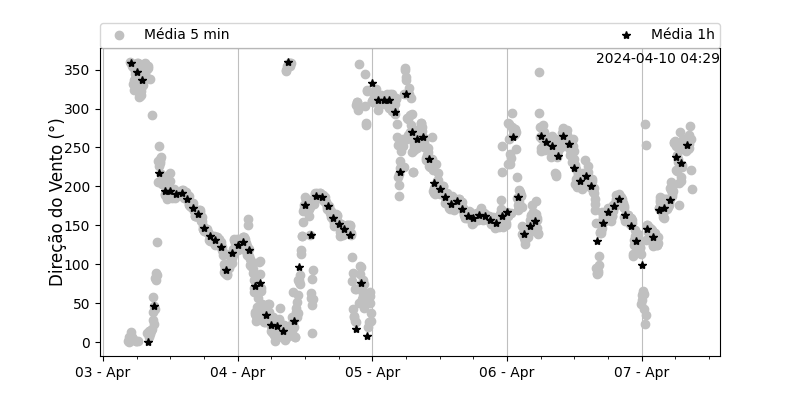 Média 5 min
Média 1h
2024-04-10 04:29
Direção do Vento (°)
350
300
250
200
150
100
50
0
03 - Apr
04 - Apr
05 - Apr
06 - Apr
07 - Apr